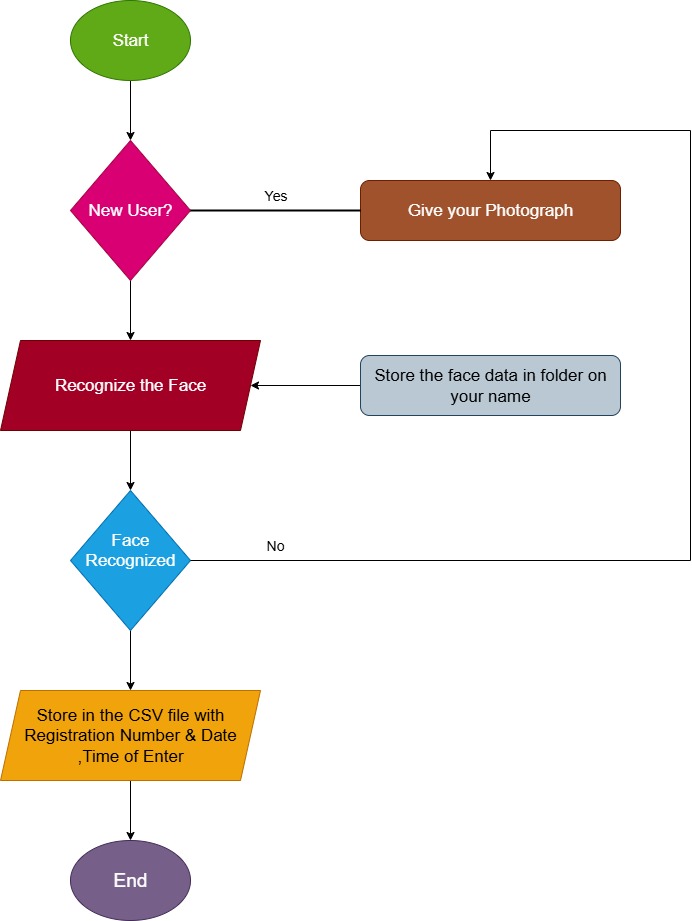 Start
New User?
Yes
Give your Photograph
Recognize the Face
Store the face data in folder on
your name
Face
Recognized
No
Store in the CSV file with
Registration Number & Date
,Time of Enter
End